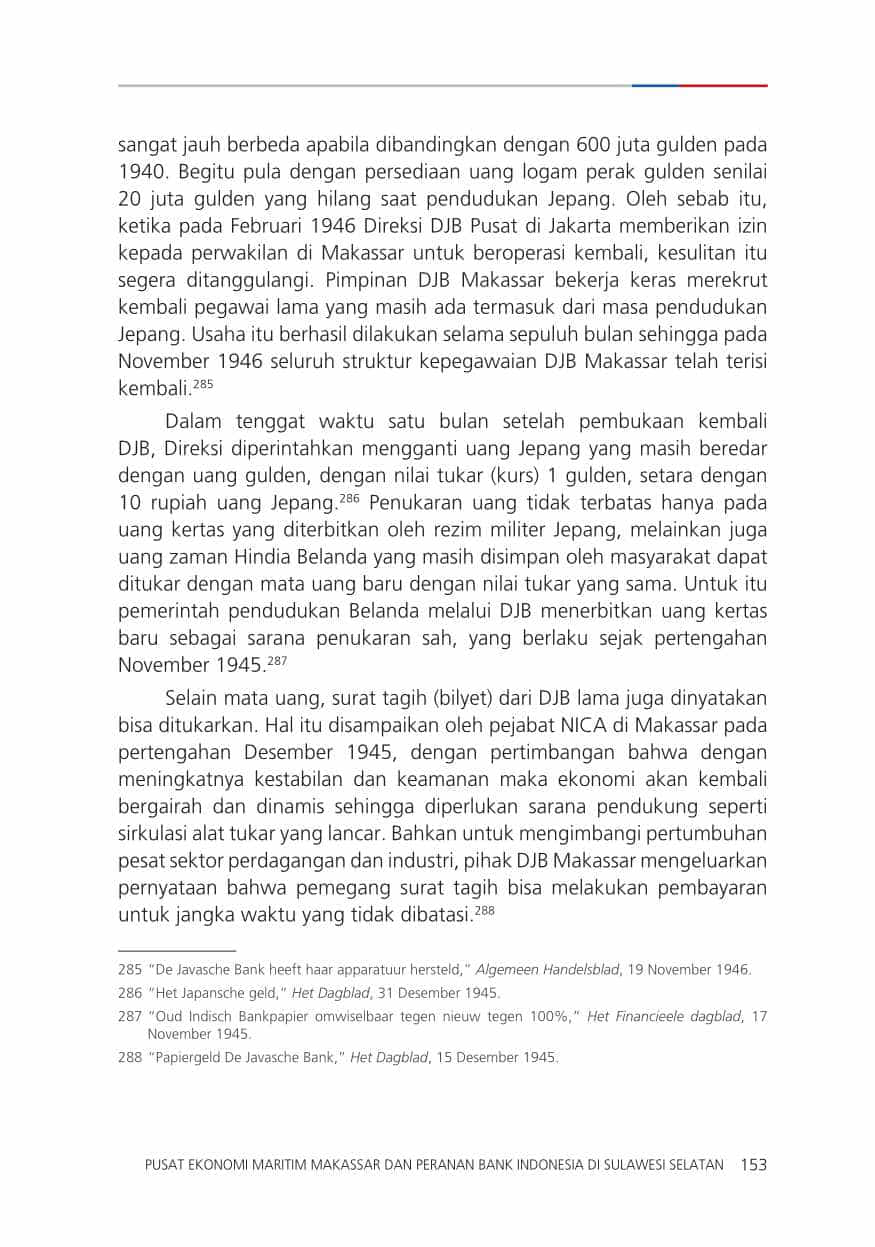 sangat jauh berbeda apabila dibandingkan dengan 600 juta gulden pada
1940. Begitu pula dengan persediaan uang logam perak gulden senilai
20 juta gulden yang hilang saat pendudukan Jepang. Oleh sebab itu,
ketika pada Februari 1946 Direksi DJB Pusat di Jakarta memberikan izin
kepada perwakilan di Makassar untuk beroperasi kembali, kesulitan itu
segera ditanggulangi. Pimpinan DJB Makassar bekerja keras merekrut
kembali pegawai lama yang masih ada termasuk dari masa pendudukan
Jepang. Usaha itu berhasil dilakukan selama sepuluh bulan sehingga pada
November 1946 seluruh struktur kepegawaian DJB Makassar telah terisi
kembali.285
Dalam tenggat waktu satu bulan setelah pembukaan kembali
DJB, Direksi diperintahkan mengganti uang Jepang yang masih beredar
dengan uang gulden, dengan nilai tukar (kurs) 1 gulden, setara dengan
10 rupiah uang Jepang.286 Penukaran uang tidak terbatas hanya pada
uang kertas yang diterbitkan oleh rezim militer Jepang, melainkan juga
uang zaman Hindia Belanda yang masih disimpan oleh masyarakat dapat
ditukar dengan mata uang baru dengan nilai tukar yang sama. Untuk itu
pemerintah pendudukan Belanda melalui DJB menerbitkan uang kertas
baru sebagai sarana penukaran sah, yang berlaku sejak pertengahan
November 1945.287
Selain mata uang, surat tagih (bilyet) dari DJB lama juga dinyatakan
bisa ditukarkan. Hal itu disampaikan oleh pejabat NICA di Makassar pada
pertengahan Desember 1945, dengan pertimbangan bahwa dengan
meningkatnya kestabilan dan keamanan maka ekonomi akan kembali
bergairah dan dinamis sehingga diperlukan sarana pendukung seperti
sirkulasi alat tukar yang lancar. Bahkan untuk mengimbangi pertumbuhan
pesat sektor perdagangan dan industri, pihak DJB Makassar mengeluarkan
pernyataan bahwa pemegang surat tagih bisa melakukan pembayaran
untuk jangka waktu yang tidak dibatasi.288
285 “De Javasche Bank heeft haar apparatuur hersteld,” Algemeen Handelsblad, 19 November 1946.
286 “Het Japansche geld,” Het Dagblad, 31 Desember 1945.
287 “Oud Indisch Bankpapier omwiselbaar tegen nieuw tegen 100%,” Het Financieele dagblad, 17
November 1945.
288 “Papiergeld De Javasche Bank,” Het Dagblad, 15 Desember 1945.
PUSAT EKONOMI MARITIM MAKASSAR DAN PERANAN BANK INDONESIA DI SULAWESI SELATAN 153